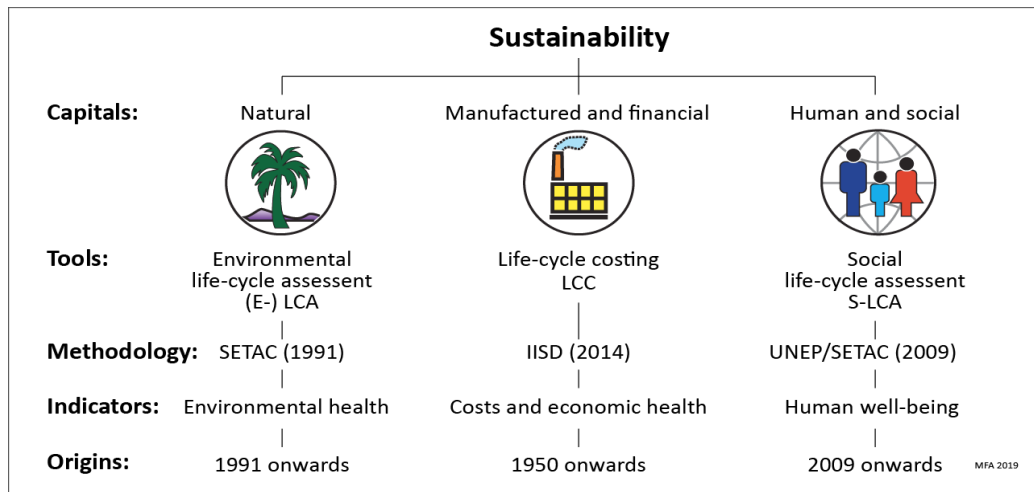 Sustainability
Capitals: Natural Manufactured and financial Human and social
Tools: Environmental Life-cycle costing Social
life-cycle assessent LCC life-cycle assessent
(E-) LCA S-LCA
Methodology: SETAC (1991) IISD (2014) UNEP/SETAC (2009)
Indicators: Environmental health Costs and economic health Human well-being
Origins: 1991 onwards 1950 onwards 2009 onwards MFA 2019